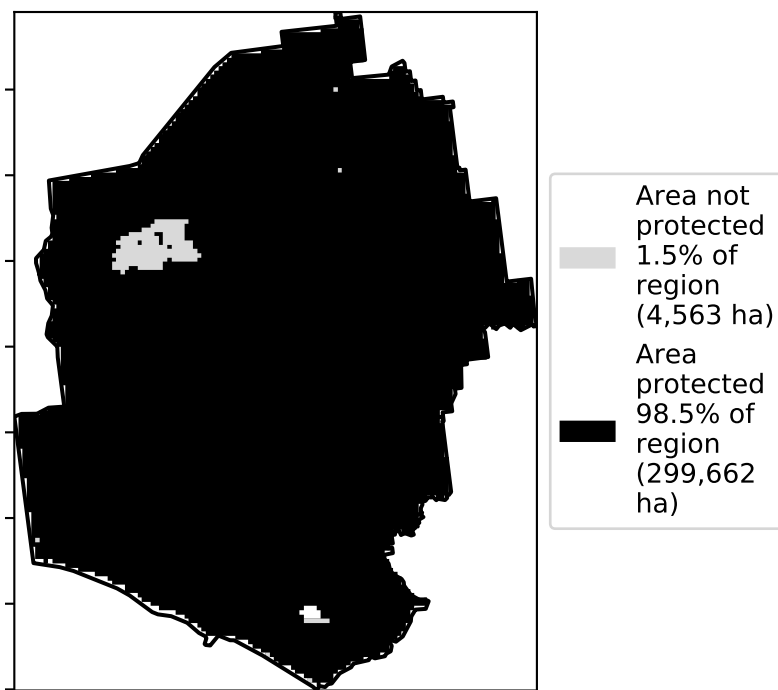 Area not
protected
1.5% of
region
(4,563 ha)
Area
protected
98.5% of
region
(299,662
ha)